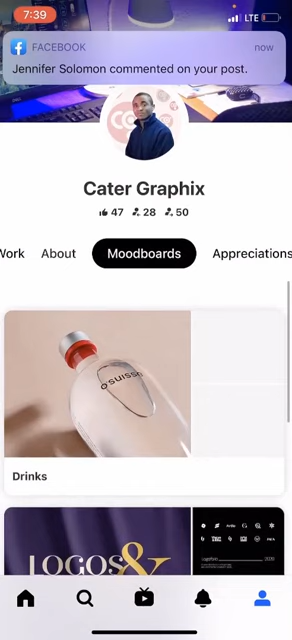 7:39
LTE
FACEBOOK
now
Jennifer Solomon commented on your post.
Cater Graphix
47 28 50
Work About Moodboards Appreciations
suisse
Drinks
LOGOS&